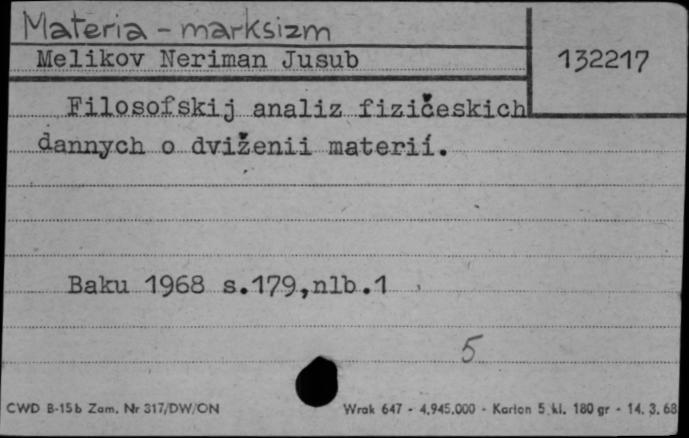 Materia - marksizm
Melikov Neriman Jusub
132217
Filosofskij analiz fizičeskich
dannych o dviženii materii.
Baku 1968 s.179,nlb.1
5
CWD B-15b Zam. Nr 317/DW/ON
Wrak 647 - 4.945.000 - Karton 5 kl. 180 gr - 14. 3. 68